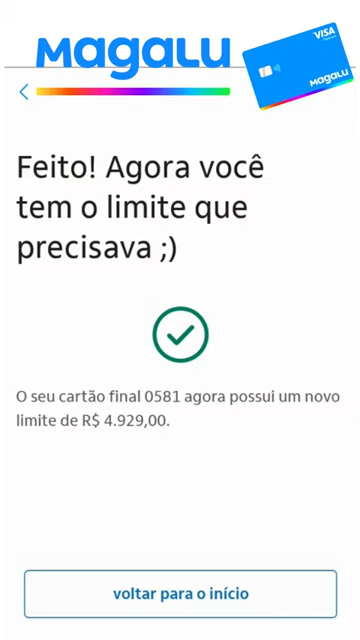 MAGALU
VISA
MAGALU
Feito! Agora você
tem o limite que
precisava ;)
O seu cartão final 0581 agora possui um novo
limite de R$ 4.929,00.
voltar para o início